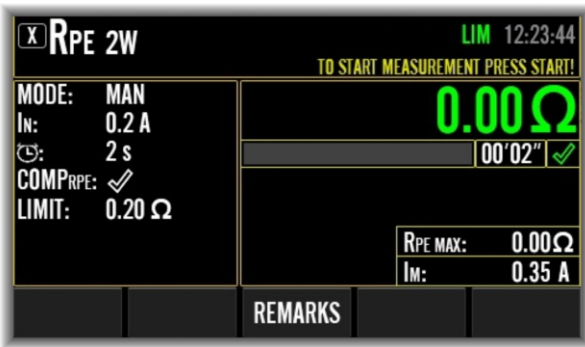 X RPE 2W
LIM 12:23:44
TO START MEASUREMENT PRESS START!
MODE: MAN
IN: 0.2 A
: 2 s
COMPRPE: ✓
LIMIT: 0.20 Ω
0.00 Ω
00'02" ✓
RPE MAX: 0.00Ω
IM: 0.35 A
REMARKS